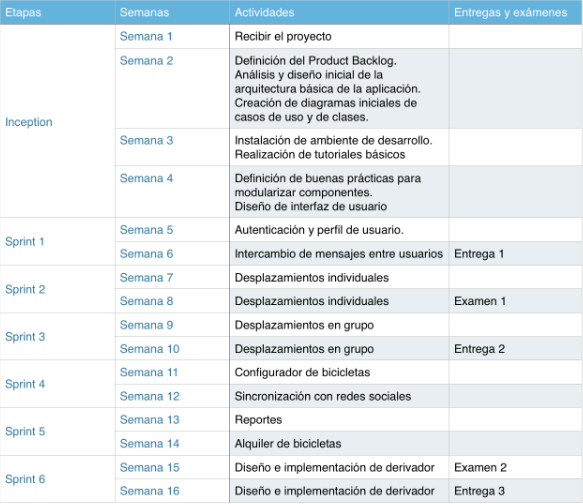 Etapas Semanas Actividades Entregas y exámenes
Inception
Semana 1 Recibir el proyecto
Semana 2 Definición del Product Backlog.
Análisis y diseño inicial de la
arquitectura básica de la aplicación.
Creación de diagramas iniciales de
casos de uso y de clases.
Semana 3 Instalación de ambiente de desarrollo.
Realización de tutoriales básicos
Semana 4 Definición de buenas prácticas para
modularizar componentes.
Diseño de interfaz de usuario
Sprint 1
Semana 5 Autenticación y perfil de usuario.
Semana 6 Intercambio de mensajes entre usuarios Entrega 1
Sprint 2
Semana 7 Desplazamientos individuales
Semana 8 Desplazamientos individuales Examen 1
Sprint 3
Semana 9 Desplazamientos en grupo
Semana 10 Desplazamientos en grupo Entrega 2
Sprint 4
Semana 11 Configurador de bicicletas
Semana 12 Sincronización con redes sociales
Sprint 5
Semana 13 Reportes
Semana 14 Alquiler de bicicletas
Sprint 6
Semana 15 Diseño e implementación de derivador Examen 2
Semana 16 Diseño e implementación de derivador Entrega 3